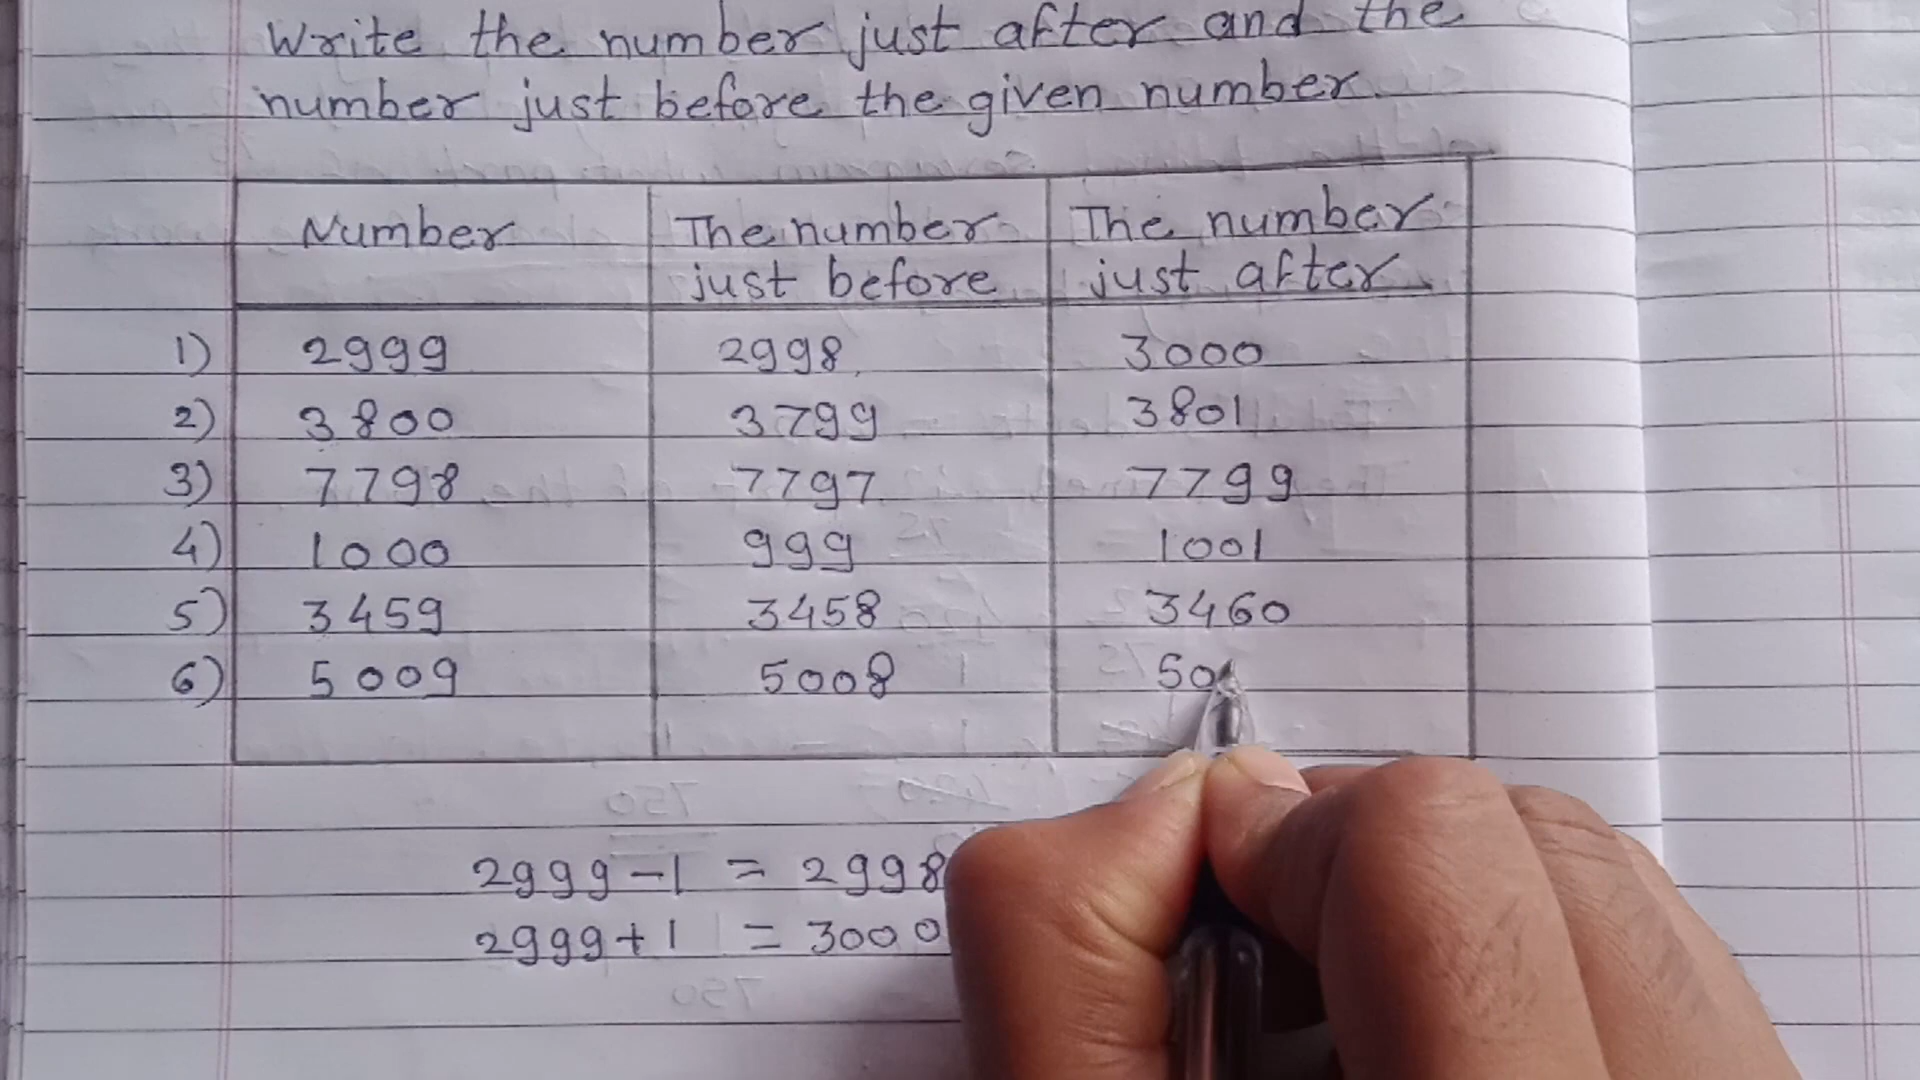 Write the number just after and the
number just before the given number.
Number The number just before The number just after
1) 2999 2998 3000
2) 3800 3799 3801
3) 7798 7797 7799
4) 1000 999 1001
5) 3459 3458 3460
6) 5009 5008 50
2999-1 = 2998
2999+1 = 3000